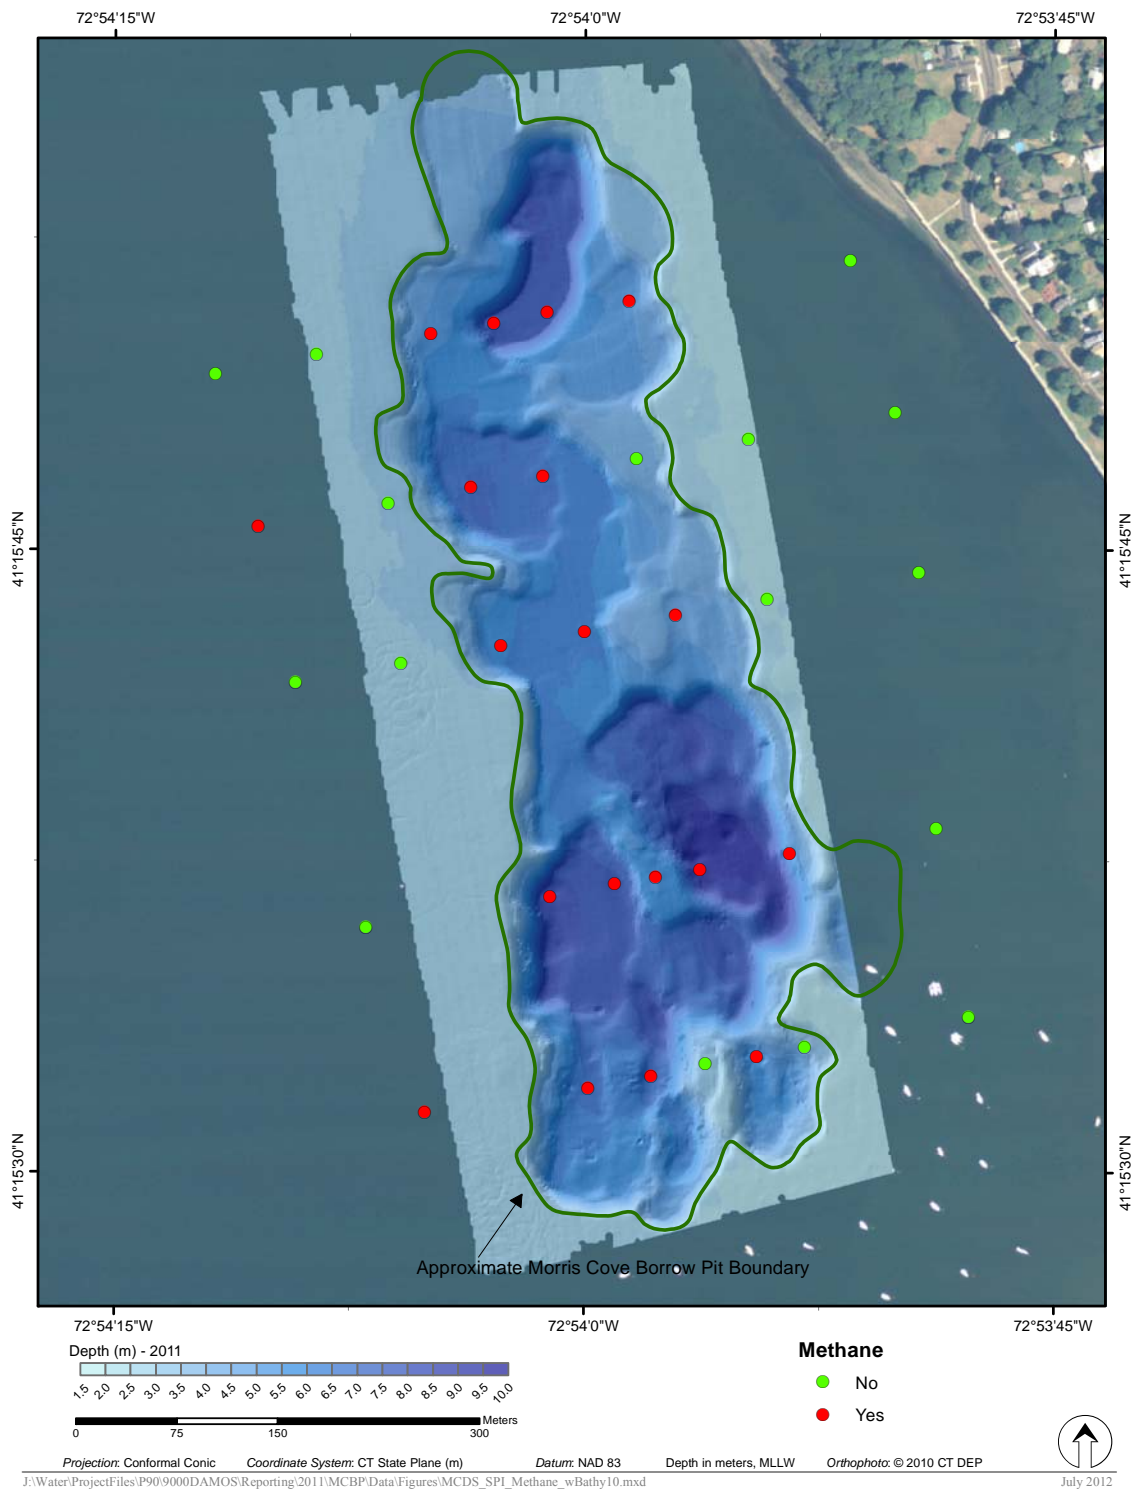 72°54'15"W 72°54'0"W 72°53'45"W
41°15'45"N 41°15'45"N
41°15'30"N 41°15'30"N
Approximate Morris Cove Borrow Pit Boundary
72°54'15"W 72°54'0"W 72°53'45"W
Depth (m) - 2011
1.5 2.0 2.5 3.0 3.5 4.0 4.5 5.0 5.5 6.0 6.5 7.0 7.5 8.0 8.5 9.0 9.5 10.0
Meters
0 75 150 300
Methane
No
Yes
Projection: Conformal Conic Coordinate System: CT State Plane (m) Datum: NAD 83 Depth in meters, MLLW Orthophoto: © 2010 CT DEP
J:\Water\ProjectFiles\P90\9000DAMOS\Reporting\2011\MCBP\Data\Figures\MCDS_SPI_Methane_wBathy10.mxd July 2012